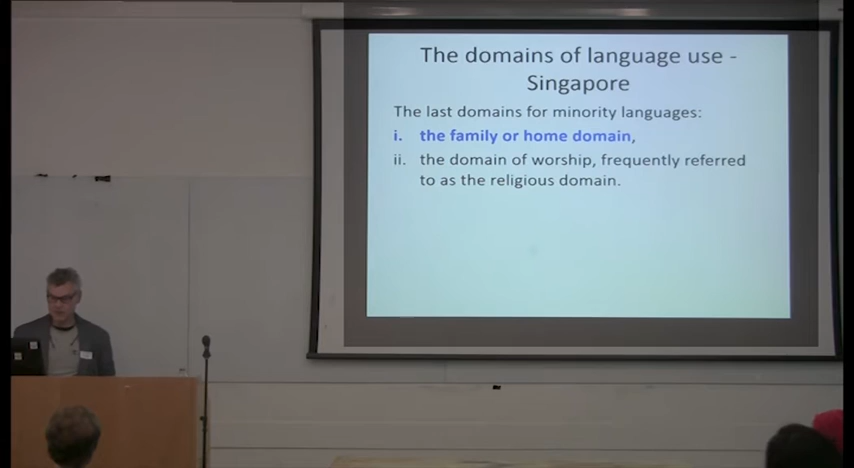 The domains of language use -
Singapore
The last domains for minority languages:
i. the family or home domain,
ii. the domain of worship, frequently referred
to as the religious domain.